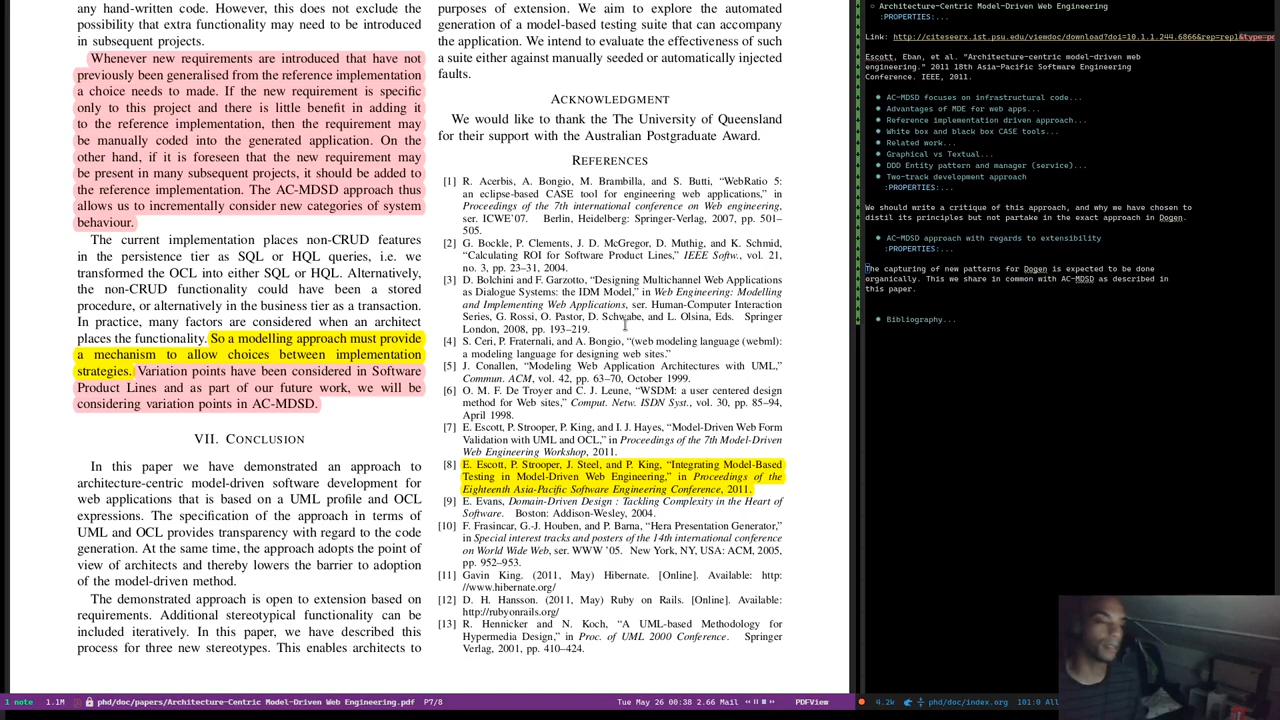 any hand-written code. However, this does not exclude the
possibility that extra functionality may need to be introduced
in subsequent projects.
Whenever new requirements are introduced that have not
previously been generalised from the reference implementation
a choice needs to made. If the new requirement is specific
only to this project and there is little benefit in adding it
to the reference implementation, then the requirement may
be manually coded into the generated application. On the
other hand, if it is foreseen that the new requirement may
be present in many subsequent projects, it should be added to
the reference implementation. The AC-MDSD approach thus
allows us to incrementally consider new categories of system
behaviour.
The current implementation places non-CRUD features
in the persistence tier as SQL or HQL queries, i.e. we
transformed the OCL into either SQL or HQL. Alternatively,
the non-CRUD functionality could have been a stored
procedure, or alternatively in the business tier as a transaction.
In practice, many factors are considered when an architect
places the functionality. So a modelling approach must provide
a mechanism to allow choices between implementation
strategies. Variation points have been considered in Software
Product Lines and as part of our future work, we will be
considering variation points in AC-MDSD.
VII. CONCLUSION
In this paper we have demonstrated an approach to
architecture-centric model-driven software development for
web applications that is based on a UML profile and OCL
expressions. The specification of the approach in terms of
UML and OCL provides transparency with regard to the code
generation. At the same time, the approach adopts the point of
view of architects and thereby lowers the barrier to adoption
of the model-driven method.
The demonstrated approach is open to extension based on
requirements. Additional stereotypical functionality can be
included iteratively. In this paper, we have described this
process for three new stereotypes. This enables architects to
purposes of extension. We aim to explore the automated
generation of a model-based testing suite that can accompany
the application. We intend to evaluate the effectiveness of such
a suite either against manually seeded or automatically injected
faults.
ACKNOWLEDGMENT
We would like to thank the The University of Queensland
for their support with the Australian Postgraduate Award.
REFERENCES
[1] R. Acerbis, A. Bongio, M. Brambilla, and S. Butti, “WebRatio 5:
an eclipse-based CASE tool for engineering web applications,” in
Proceedings of the 7th international conference on Web engineering,
ser. ICWE'07. Berlin, Heidelberg: Springer-Verlag, 2007, pp. 501–
505.
[2] G. Bockle, P. Clements, J. D. McGregor, D. Muthig, and K. Schmid,
“Calculating ROI for Software Product Lines,” IEEE Softw., vol. 21,
no. 3, pp. 23–31, 2004.
[3] D. Bolchini and F. Garzotto, “Designing Multichannel Web Applications
as Dialogue Systems: the IDM Model,” in Web Engineering: Modelling
and Implementing Web Applications, ser. Human-Computer Interaction
Series, G. Rossi, O. Pastor, D. Schwabe, and L. Olsina, Eds. Springer
London, 2008, pp. 193–219.
[4] S. Ceri, P. Fraternali, and A. Bongio, “(web modeling language (webml):
a modeling language for designing web sites.”
[5] J. Conallen, “Modeling Web Application Architectures with UML,”
Commun. ACM, vol. 42, pp. 63–70, October 1999.
[6] O. M. F. De Troyer and C. J. Leune, “WSDM: a user centered design
method for Web sites,” Comput. Netw. ISDN Syst., vol. 30, pp. 85–94,
April 1998.
[7] E. Escott, P. Strooper, P. King, and I. J. Hayes, “Model-Driven Web Form
Validation with UML and OCL,” in Proceedings of the 7th Model-Driven
Web Engineering Workshop, 2011.
[8] E. Escott, P. Strooper, J. Steel, and P. King, “Integrating Model-Based
Testing in Model-Driven Web Engineering,” in Proceedings of the
Eighteenth Asia-Pacific Software Engineering Conference, 2011.
[9] E. Evans, Domain-Driven Design : Tackling Complexity in the Heart of
Software. Boston: Addison-Wesley, 2004.
[10] F. Frasincar, G.-J. Houben, and P. Barna, “Hera Presentation Generator,”
in Special interest tracks and posters of the 14th international conference
on World Wide Web, ser. WWW '05. New York, NY, USA: ACM, 2005,
pp. 952–953.
[11] Gavin King. (2011, May) Hibernate. [Online]. Available: http:
//www.hibernate.org/
[12] D. H. Hansson. (2011, May) Ruby on Rails. [Online]. Available:
http://rubyonrails.org/
[13] R. Hennicker and N. Koch, “A UML-based Methodology for
Hypermedia Design,” in Proc. of UML 2000 Conference. Springer
Verlag, 2001, pp. 410–424.
1 note 1.1M phd/doc/papers/Architecture-Centric Model-Driven Web Engineering.pdf P7/8 Tue May 26 00:38 2.66 Mail PDFView
Architecture-Centric Model-Driven Web Engineering
:PROPERTIES:...
Link: http://citeseerx.ist.psu.edu/viewdoc/download?doi=10.1.1.244.6866&rep=rep1&type=p
Escott, Eban, et al. "Architecture-centric model-driven web
engineering." 2011 18th Asia-Pacific Software Engineering
Conference. IEEE, 2011.
AC-MDSD focuses on infrastructural code...
Advantages of MDE for web apps...
Reference implementation driven approach...
White box and black box CASE tools...
Related work...
Graphical vs Textual...
DDD Entity pattern and manager (service)...
Two-track development approach
:PROPERTIES:...
We should write a critique of this approach, and why we have chosen to
distil its principles but not partake in the exact approach in Dogen.
AC-MDSD approach with regards to extensibility
:PROPERTIES:...
The capturing of new patterns for Dogen is expected to be done
organically. This we share in common with AC-MDSD as described in
this paper.
Bibliography...
4.2k phd/doc/index.org 101:0 All